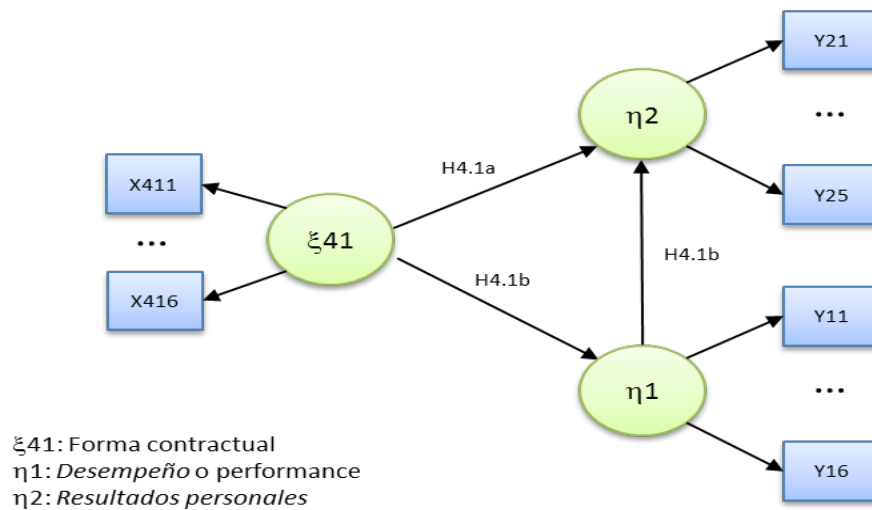 Y21
η2
...
H4.1a
X411
Y25
...
ξ41
H4.1b
X416
H4.1b
Y11
η1
...
Y16
ξ41: Forma contractual
η1: Desempeño o performance
η2: Resultados personales